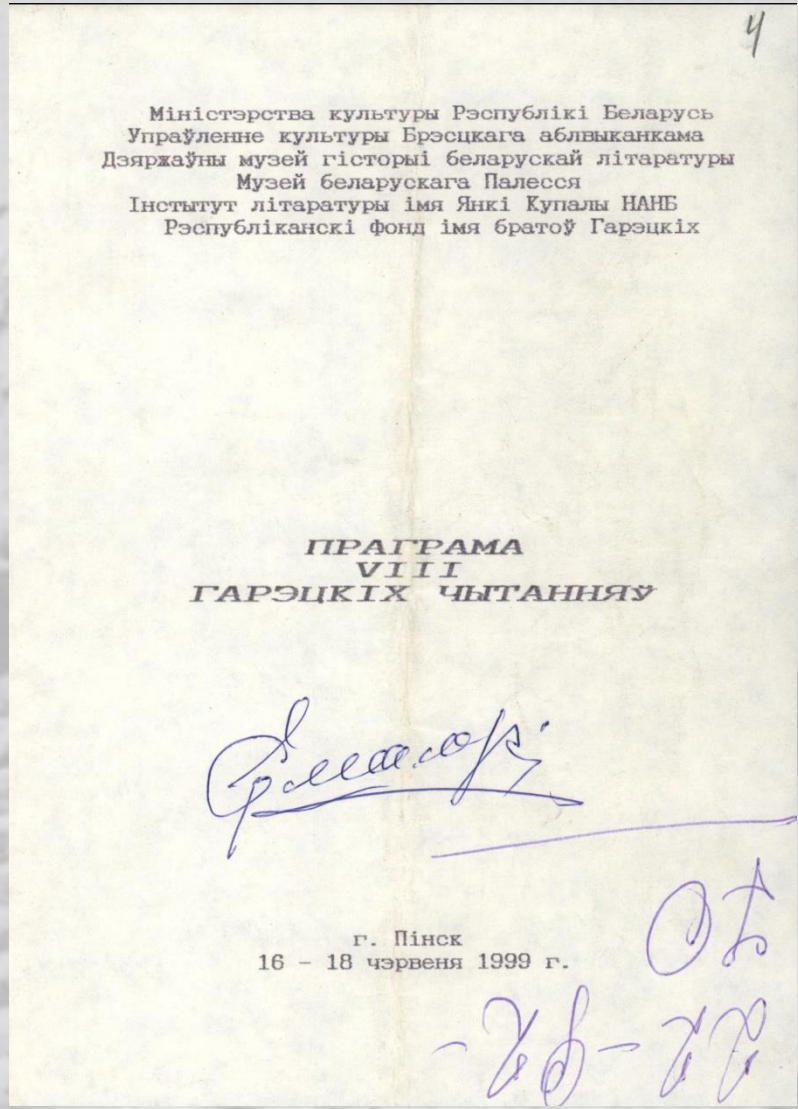 4
Міністэрства культуры Рэспублікі Беларусь
Упраўленне культуры Брэсцкага аблвыканкама
Дзяржаўны музей гісторыі беларускай літаратуры
Музей беларускага Палесся
Інстытут літаратуры імя Янкі Купалы НАНБ
Рэспубліканскі фонд імя братоў Гарэцкіх
ПРАГРАМА
VIII
ГАРЭЦКІХ ЧЫТАННЯЎ
г. Пінск
16 - 18 чэрвеня 1999 г.